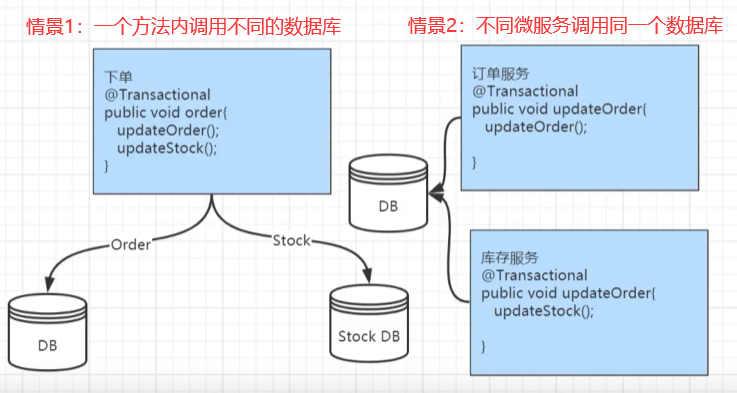 情景1：一个方法内调用不同的数据库
下单
@Transactional
public void order{
updateOrder();
updateStock();
}
Order
Stock
DB
Stock DB
情景2：不同微服务调用同一个数据库
订单服务
@Transactional
public void updateOrder{
updateOrder();
}
DB
库存服务
@Transactional
public void updateOrder{
updateStock();
}